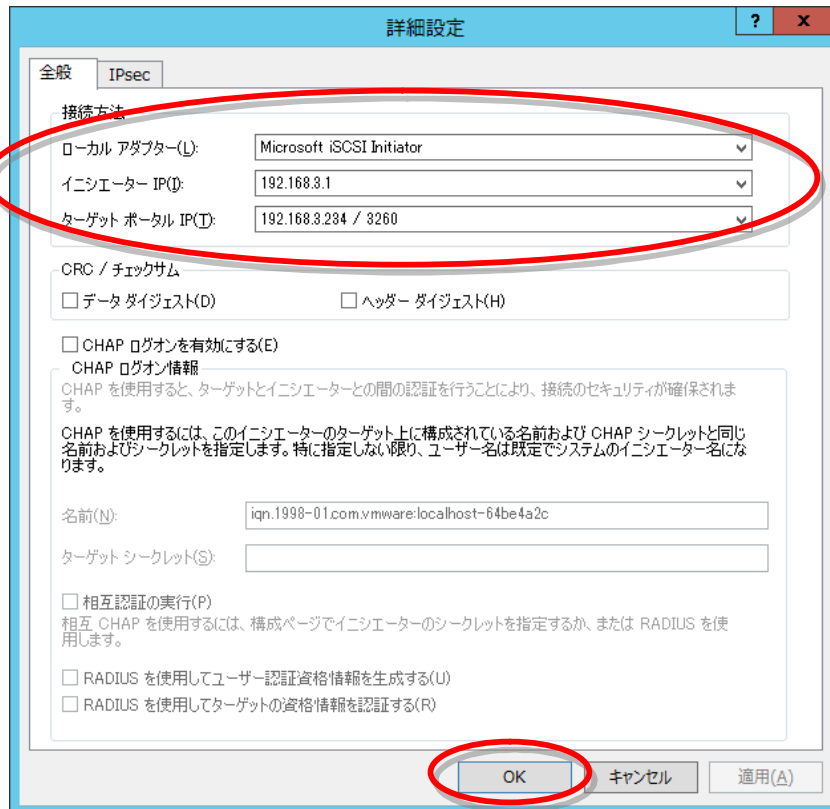 詳細設定
? x
全般 IPsec
接続方法
ローカル アダプター(L): Microsoft iSCSI Initiator
イニシエーター IP(I): 192.168.3.1
ターゲット ポータル IP(T): 192.168.3.234 / 3260
CRC / チェックサム
データ ダイジェスト(D) ヘッダー ダイジェスト(H)
CHAP ログオンを有効にする(E)
CHAP ログオン情報
CHAP を使用すると、ターゲットとイニシエーターとの間の認証を行うことにより、接続のセキュリティが確保されま
す。
CHAP を使用するには、このイニシエーターのターゲット上に構成されている名前および CHAP シークレットと同じ
名前およびシークレットを指定します。特に指定しない限り、ユーザー名は既定でシステムのイニシエーター名にな
ります。
名前(N): iqn.1998-01.com.vmware:localhost-64be4a2c
ターゲット シークレット(S):
相互認証の実行(P)
相互 CHAP を使用するには、構成ページでイニシエーターのシークレットを指定するか、または RADIUS を使
用します。
RADIUS を使用してユーザー認証資格情報を生成する(U)
RADIUS を使用してターゲットの資格情報を認証する(R)
OK キャンセル 適用(A)